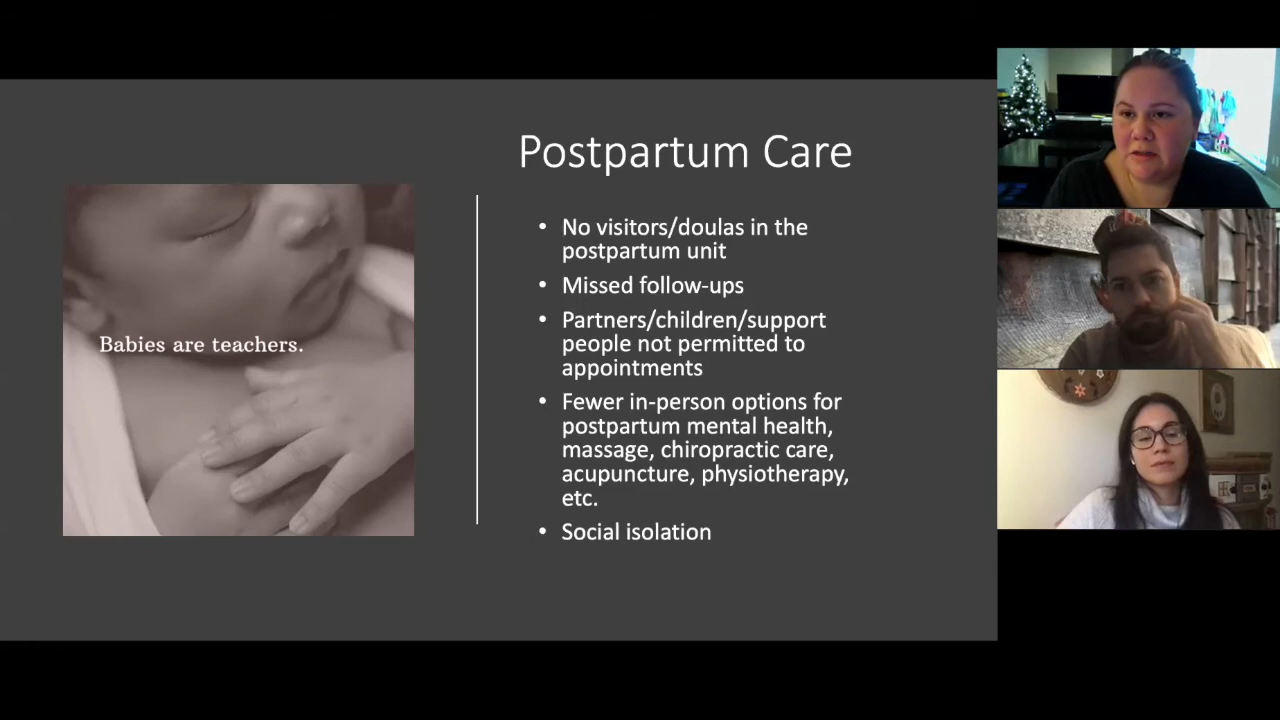 Postpartum Care
• No visitors/doulas in the
postpartum unit
• Missed follow-ups
• Partners/children/support
people not permitted to
appointments
• Fewer in-person options for
postpartum mental health,
massage, chiropractic care,
acupuncture, physiotherapy,
etc.
• Social isolation
Babies are teachers.